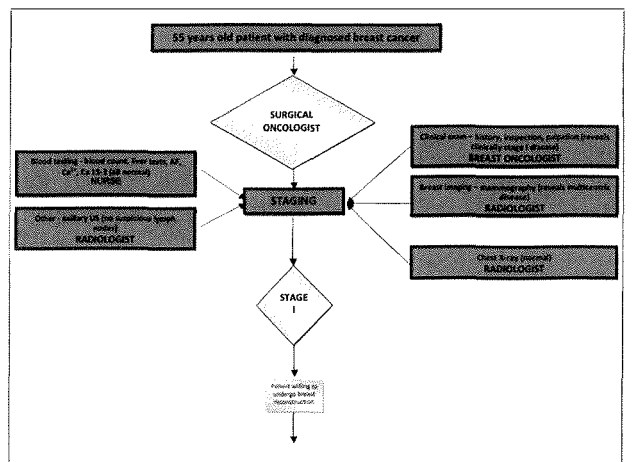 55 years old patient with diagnosed breast cancer
SURGICAL
ONCOLOGIST
Blood testing - blood count, liver tests, AF,
Ca²⁺, Ca 15-3 (all normal)
NURSE
Other - axillary US (no suspicious lymph
nodes)
RADIOLOGIST
STAGING
Clinical exam - history, inspection, palpation (reveals
clinically stage I disease)
BREAST ONCOLOGIST
Breast imaging - mammography (reveals multicentric
disease)
RADIOLOGIST
Chest X-ray (normal)
RADIOLOGIST
STAGE
I
Patient willing to
undergo breast
reconstruction